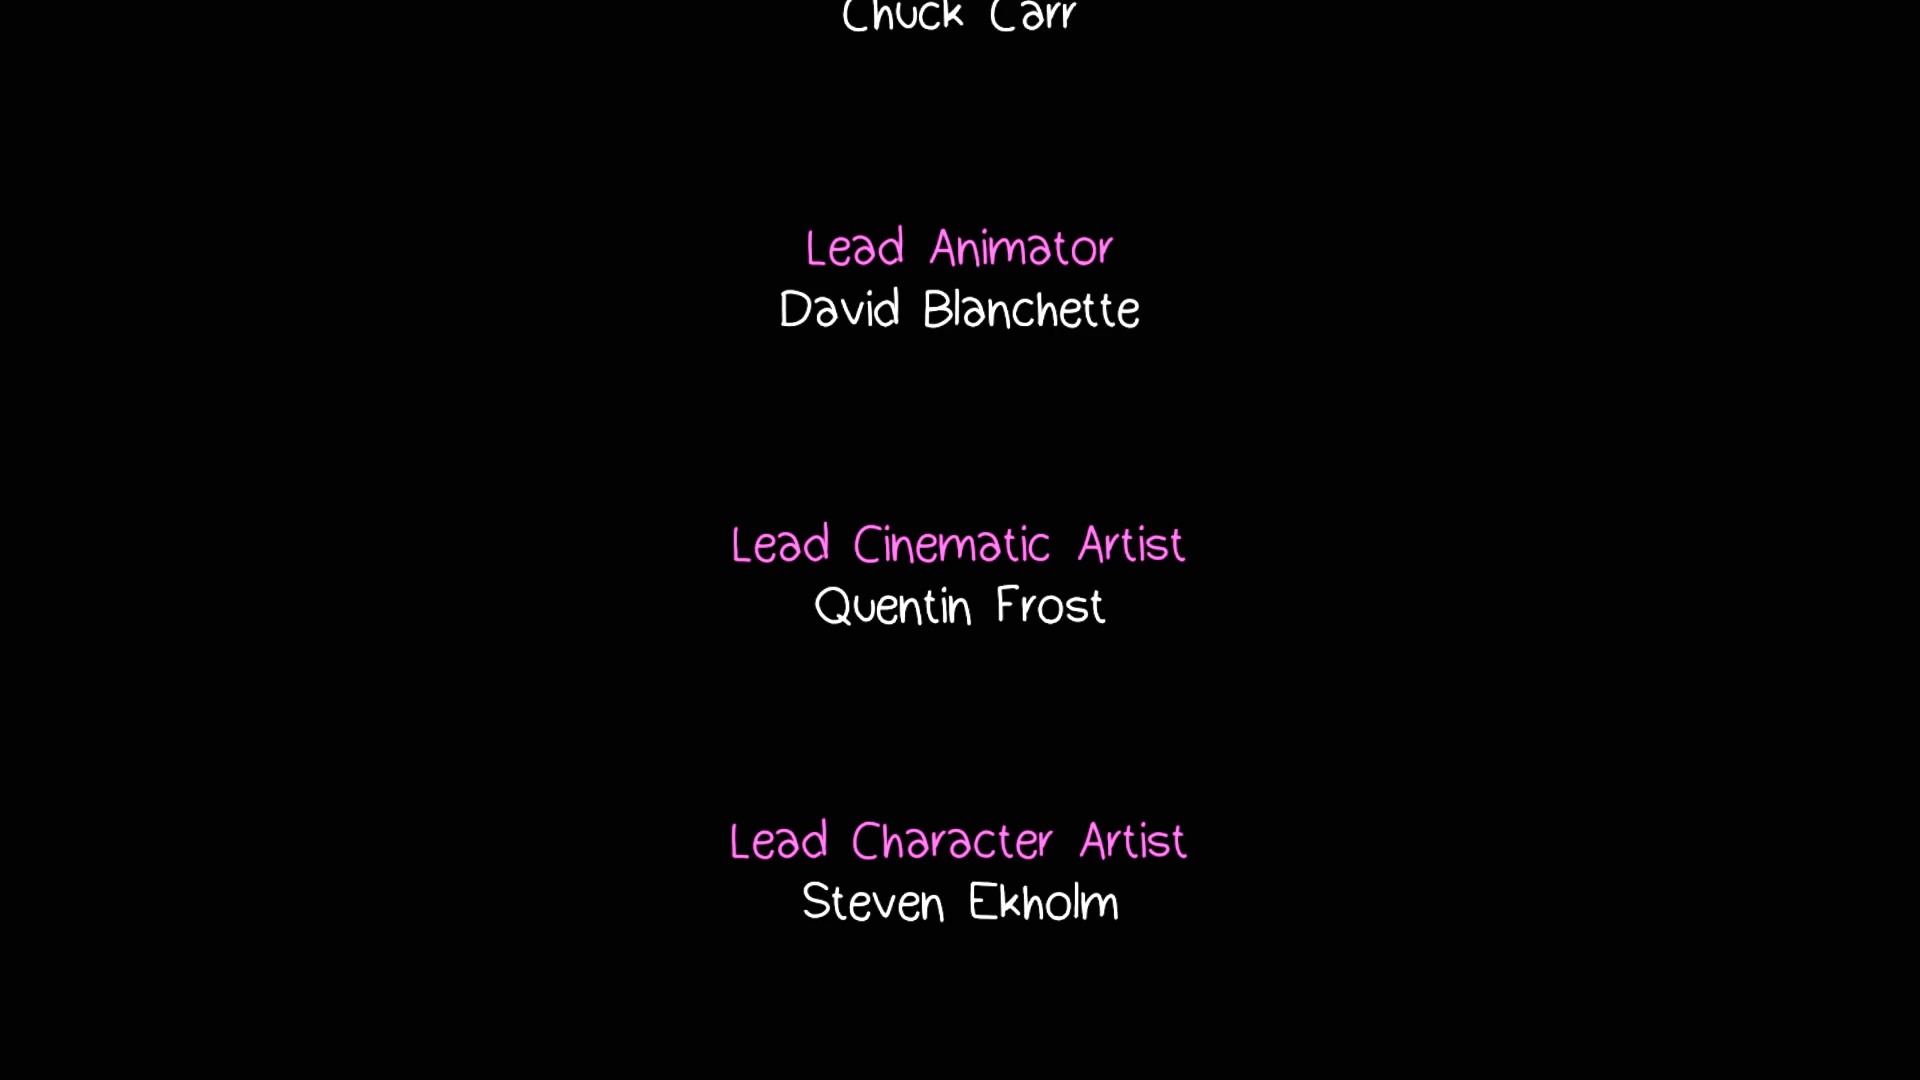 Chuck Carr
Lead Animator
David Blanchette
Lead Cinematic Artist
Quentin Frost
Lead Character Artist
Steven Ekholm